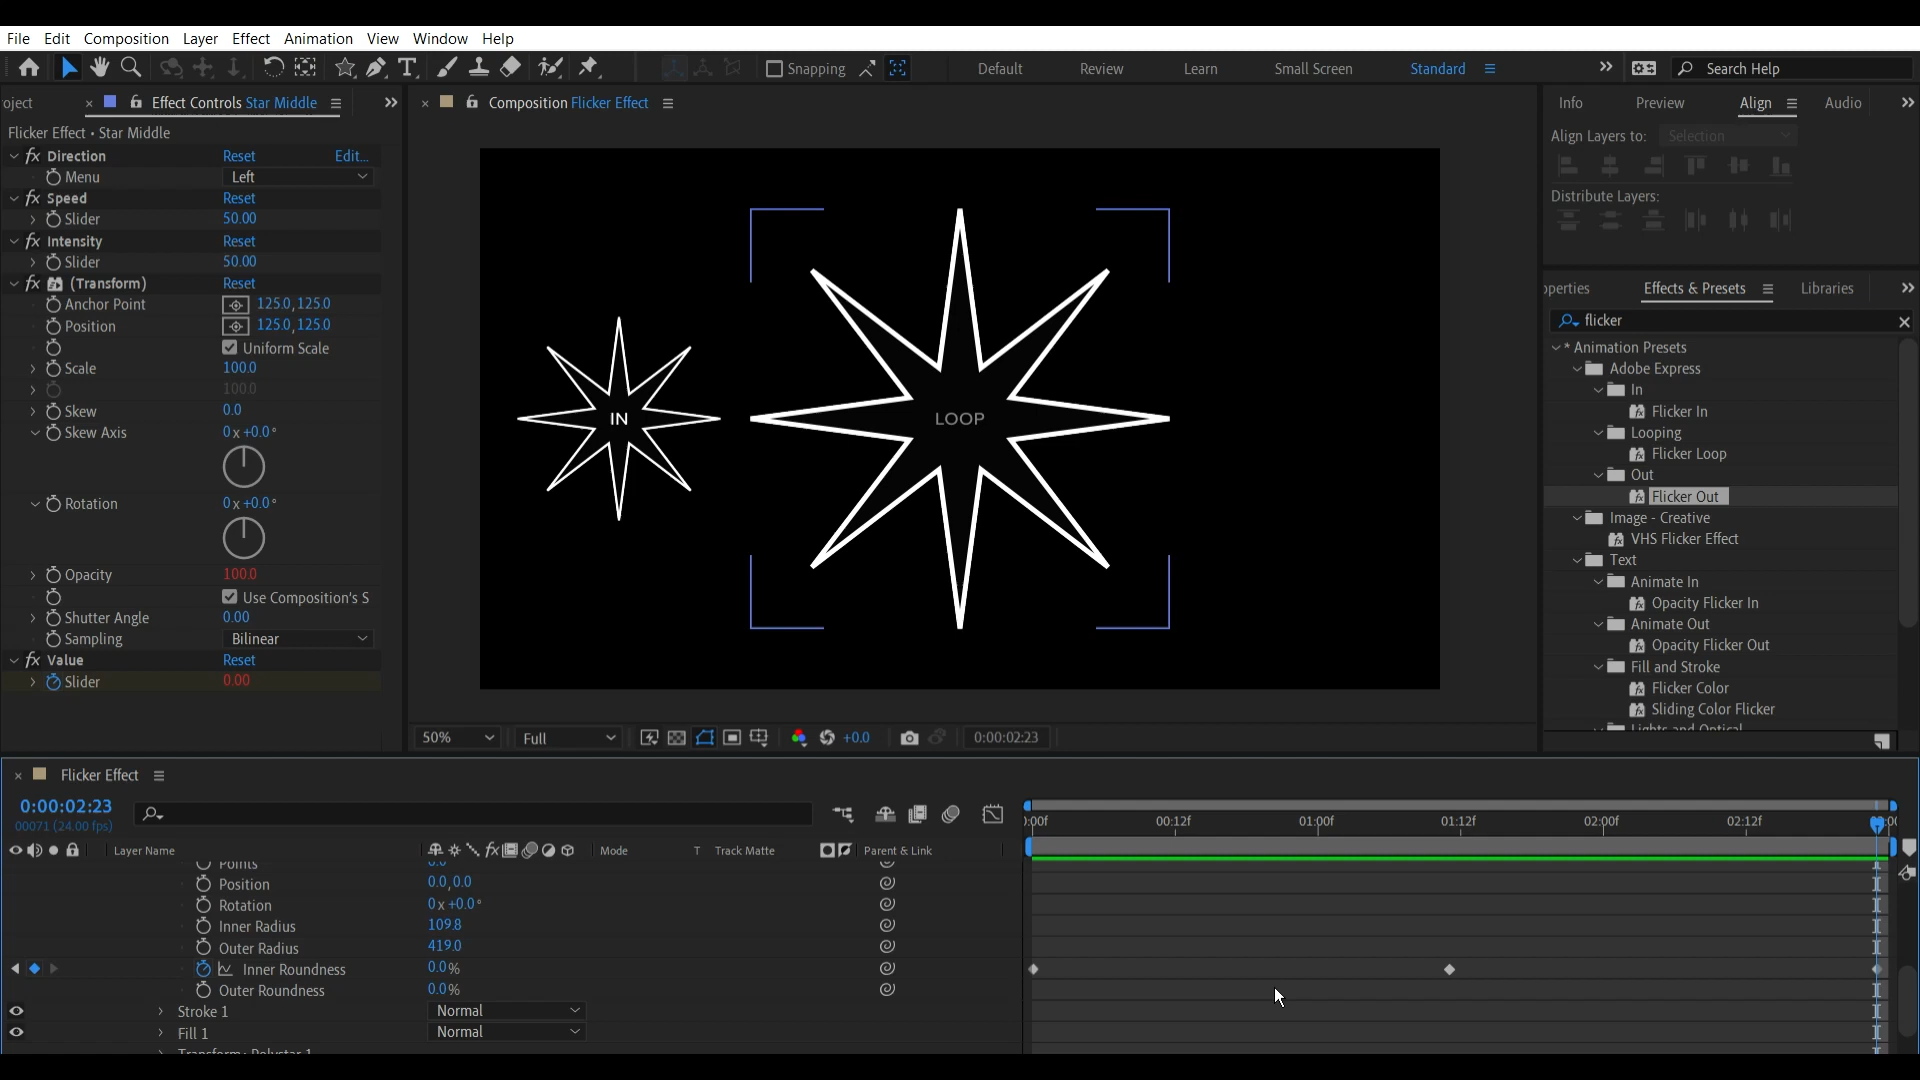 File Edit Composition Layer Effect Animation View Window Help
Snapping Default Review Learn Small Screen Standard Search Help
oject Effect Controls Star Middle
Composition Flicker Effect
Info Preview Align Audio
Flicker Effect • Star Middle
Direction Reset Edit...
Menu Left
Speed Reset
Slider 50.00
Intensity Reset
Slider 50.00
(Transform) Reset
Anchor Point 125.0,125.0
Position 125.0,125.0
Uniform Scale
Scale 100.0
100.0
Skew 0.0
Skew Axis 0x+0.0°
Rotation 0x+0.0°
Opacity 100.0
Use Composition's S
Shutter Angle 0.00
Sampling Bilinear
Value Reset
Slider 0.00
IN
LOOP
50% Full +0.0 0:00:02:23
Align Layers to: Selection
Distribute Layers:
operties Effects & Presets Libraries
flicker
* Animation Presets
Adobe Express
In
Flicker In
Looping
Flicker Loop
Out
Flicker Out
Image - Creative
VHS Flicker Effect
Text
Animate In
Opacity Flicker In
Animate Out
Opacity Flicker Out
Fill and Stroke
Flicker Color
Sliding Color Flicker
Lights and Optical
Flicker Effect
0:00:02:23
00071 (24.00 fps)
):00f 00:12f 01:00f 01:12f 02:00f 02:12f
Layer Name Mode T Track Matte Parent & Link
Points
Position 0.0,0.0
Rotation 0x+0.0°
Inner Radius 109.8
Outer Radius 419.0
Inner Roundness 0.0%
Outer Roundness 0.0%
Stroke 1 Normal
Fill 1 Normal
Transform: Polystar 1